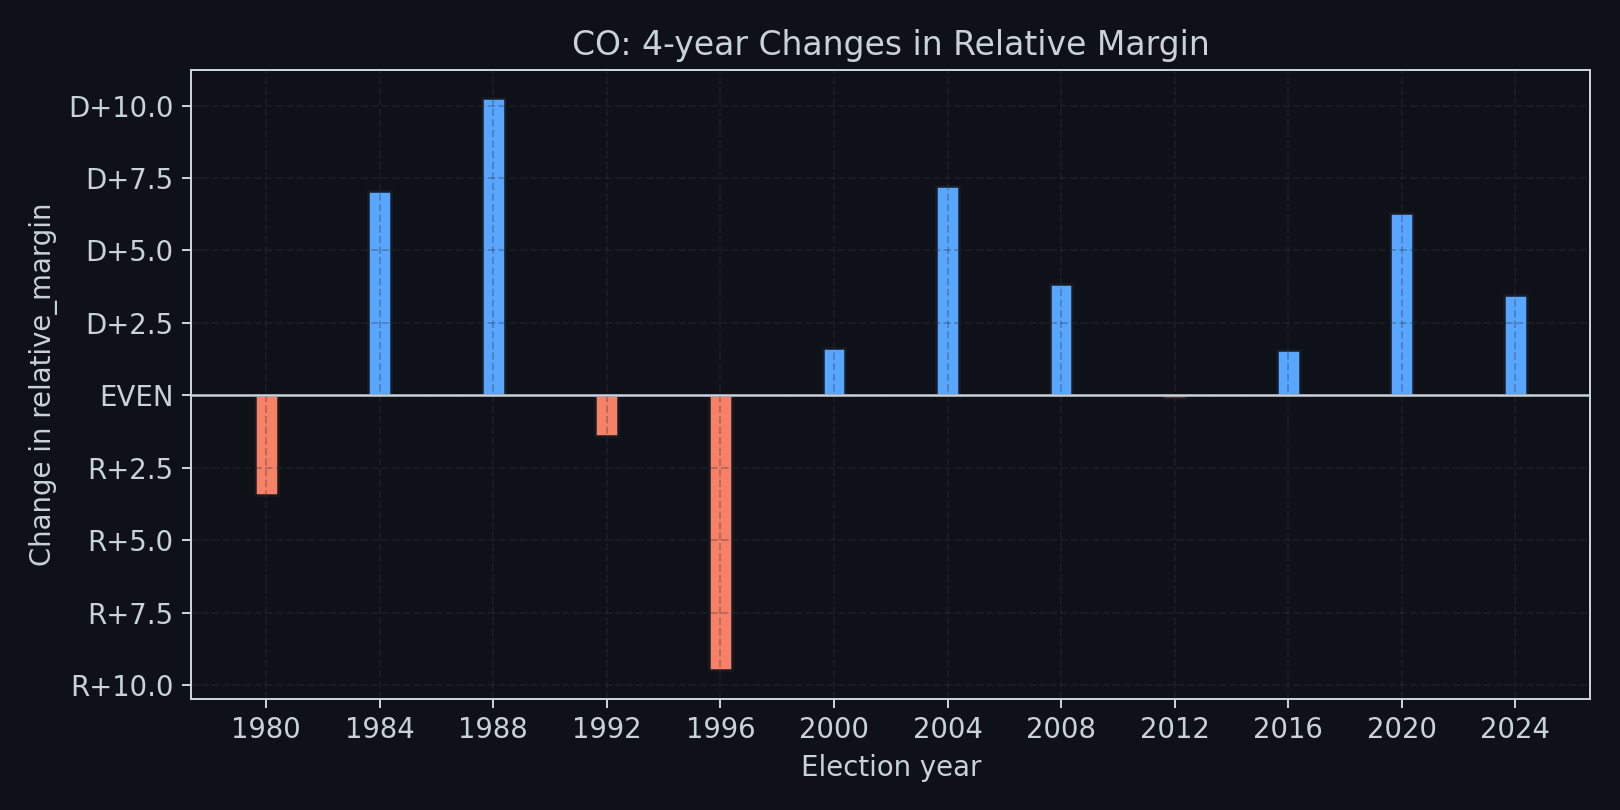 CO: 4-year Changes in Relative Margin
Change in relative_margin
D+10.0
D+7.5
D+5.0
D+2.5
EVEN
R+2.5
R+5.0
R+7.5
R+10.0
1980 1984 1988 1992 1996 2000 2004 2008 2012 2016 2020 2024
Election year